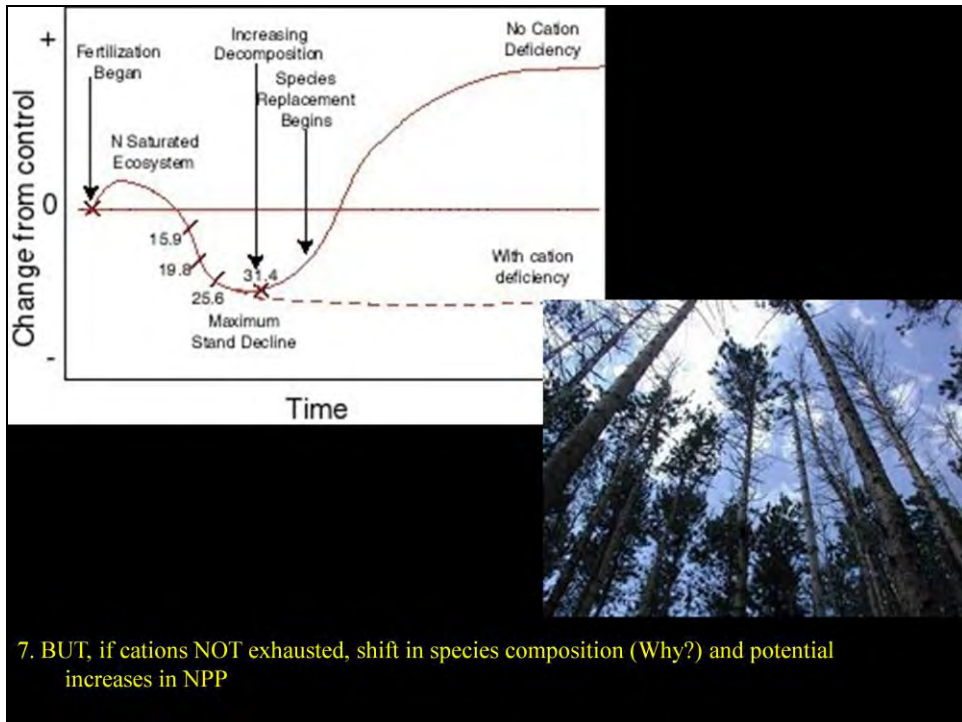 +
Fertilization
Began
Increasing
Decomposition
No Cation
Deficiency
Species
Replacement
Begins
N Saturated
Ecosystem
Change from control
0
15.9
19.8
25.6
31.4
With cation
deficiency
Maximum
Stand Decline
-
Time
7. BUT, if cations NOT exhausted, shift in species composition (Why?) and potential
increases in NPP